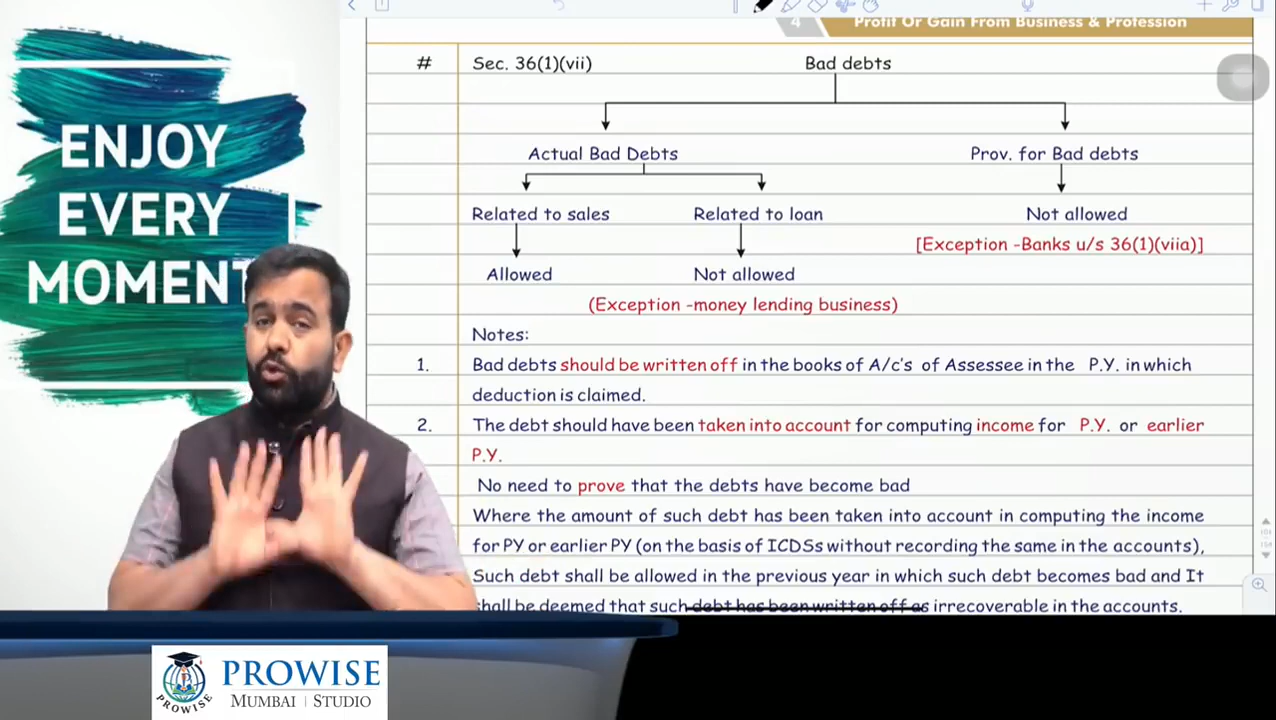 4 Profit Or Gain From Business & Profession
# Sec. 36(1)(vii) Bad debts
Actual Bad Debts Prov. for Bad debts
Related to sales Related to loan Not allowed
[Exception -Banks u/s 36(1)(viia)]
Allowed Not allowed
(Exception -money lending business)
Notes:
1. Bad debts should be written off in the books of A/c's of Assessee in the P.Y. in which
deduction is claimed.
2. The debt should have been taken into account for computing income for P.Y. or earlier
P.Y.
No need to prove that the debts have become bad
Where the amount of such debt has been taken into account in computing the income
for PY or earlier PY (on the basis of ICDSs without recording the same in the accounts),
Such debt shall be allowed in the previous year in which such debt becomes bad and It
shall be deemed that such debt has been written off as irrecoverable in the accounts.
ENJOY
EVERY
MOMENT
PROWISE
PROWISE
MUMBAI | STUDIO